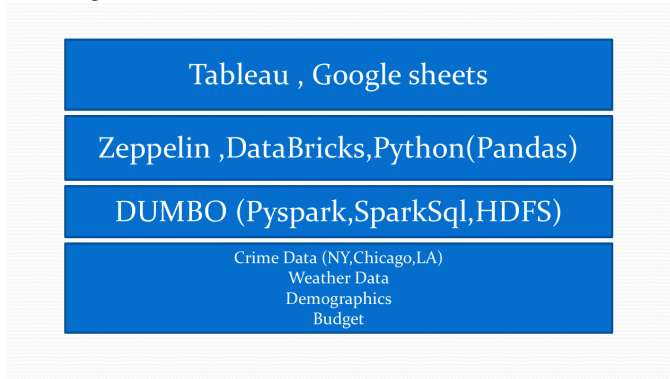 Tableau , Google sheets
Zeppelin ,DataBricks,Python(Pandas)
DUMBO (Pyspark,SparkSql,HDFS)
Crime Data (NY,Chicago,LA)
Weather Data
Demographics
Budget